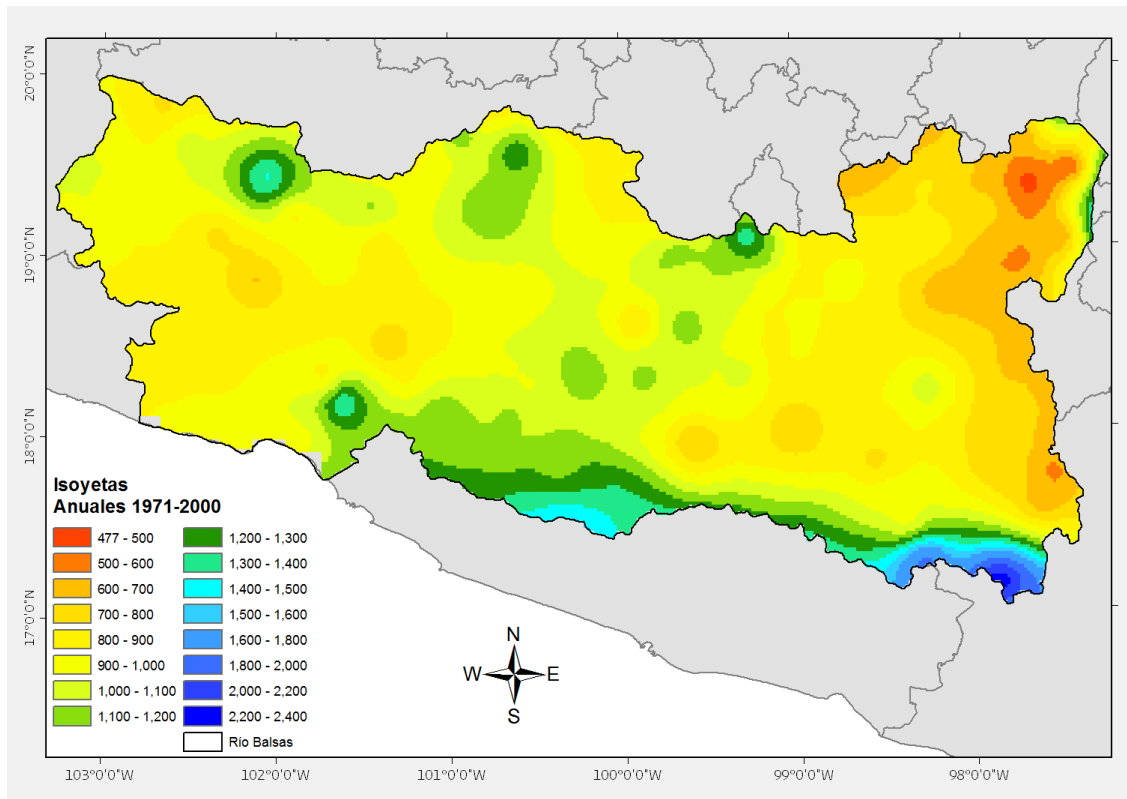 20°0'0"N
19°0'0"N
18°0'0"N
17°0'0"N
Isoyetas
Anuales 1971-2000
477 - 500
500 - 600
600 - 700
700 - 800
800 - 900
900 - 1,000
1,000 - 1,100
1,100 - 1,200
1,200 - 1,300
1,300 - 1,400
1,400 - 1,500
1,500 - 1,600
1,600 - 1,800
1,800 - 2,000
2,000 - 2,200
2,200 - 2,400
Río Balsas
N
W E
S
103°0'0"W 102°0'0"W 101°0'0"W 100°0'0"W 99°0'0"W 98°0'0"W